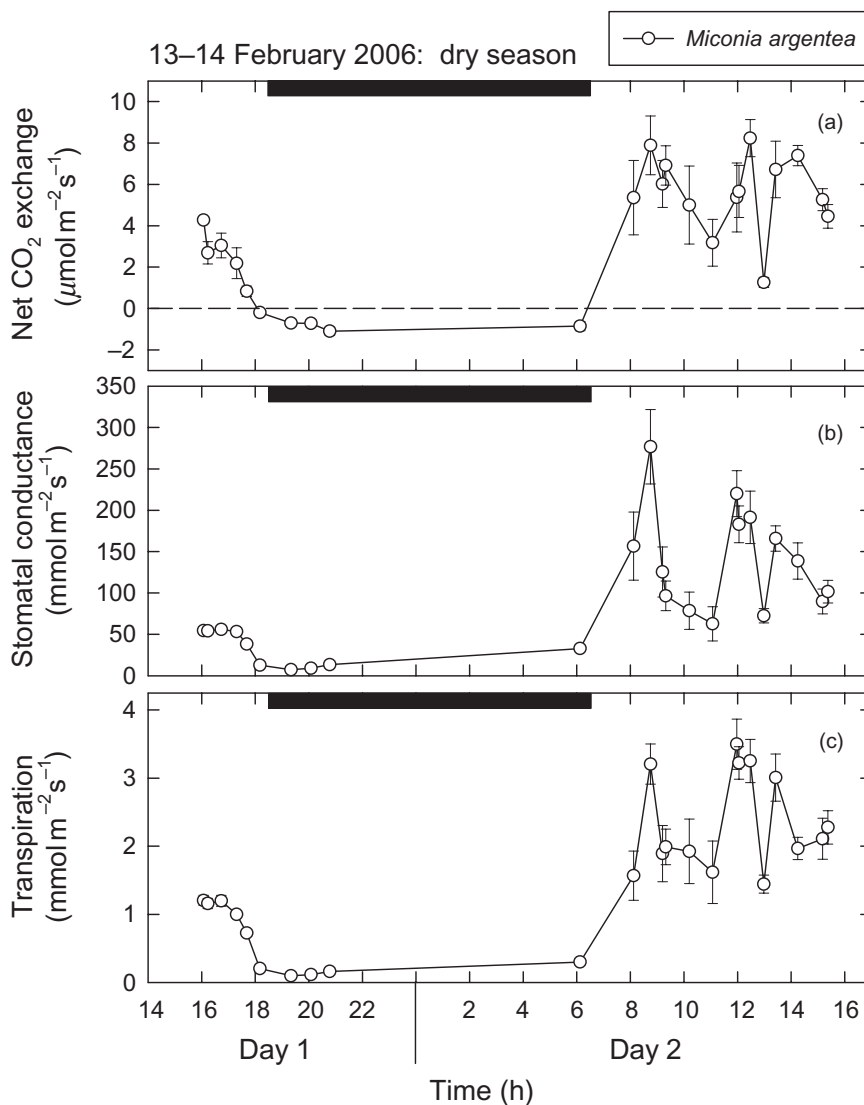 13–14 February 2006: dry season
Miconia argentea
(a)
Net CO₂ exchange
(μmol m⁻² s⁻¹)
10
8
6
4
2
0
–2
(b)
Stomatal conductance
(mmol m⁻² s⁻¹)
350
300
250
200
150
100
50
0
(c)
Transpiration
(mmol m⁻² s⁻¹)
4
3
2
1
0
14 16 18 20 22 2 4 6 8 10 12 14 16
Day 1 Day 2
Time (h)